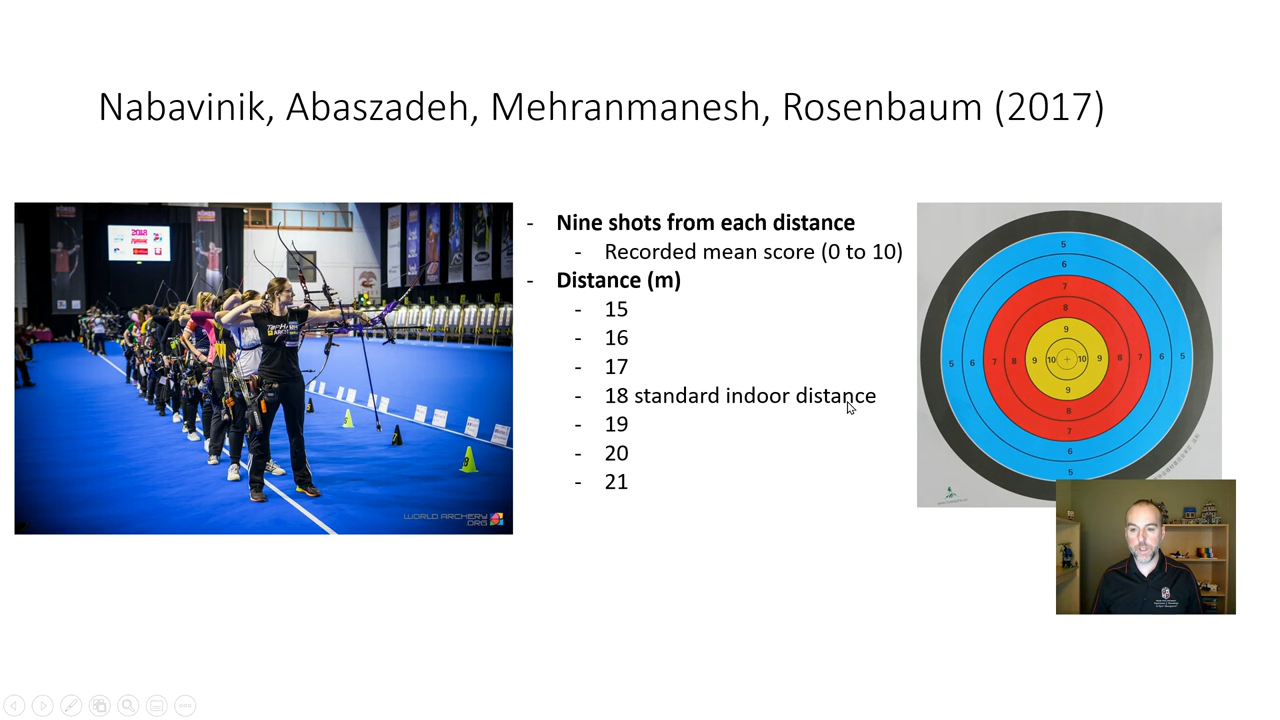 Nabavinik, Abaszadeh, Mehranmanesh, Rosenbaum (2017)
- Nine shots from each distance
- Recorded mean score (0 to 10)
- Distance (m)
- 15
- 16
- 17
- 18 standard indoor distance
- 19
- 20
- 21
2018
WORLD ARCHERY
.ORG
5
6
7
8
9
5 6 7 8 9 10 10 9 8 7 6 5
9
8
7
6
5